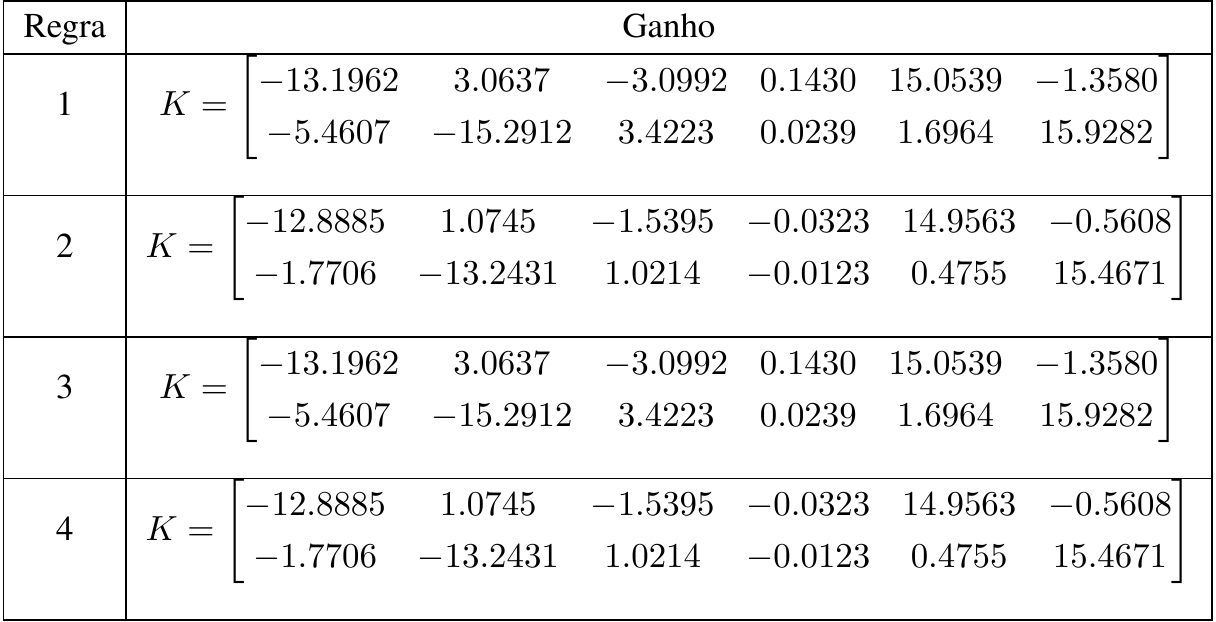 Regra Ganho
1 K = [−13.1962 3.0637 −3.0992 0.1430 15.0539 −1.3580
−5.4607 −15.2912 3.4223 0.0239 1.6964 15.9282]
2 K = [−12.8885 1.0745 −1.5395 −0.0323 14.9563 −0.5608
−1.7706 −13.2431 1.0214 −0.0123 0.4755 15.4671]
3 K = [−13.1962 3.0637 −3.0992 0.1430 15.0539 −1.3580
−5.4607 −15.2912 3.4223 0.0239 1.6964 15.9282]
4 K = [−12.8885 1.0745 −1.5395 −0.0323 14.9563 −0.5608
−1.7706 −13.2431 1.0214 −0.0123 0.4755 15.4671]